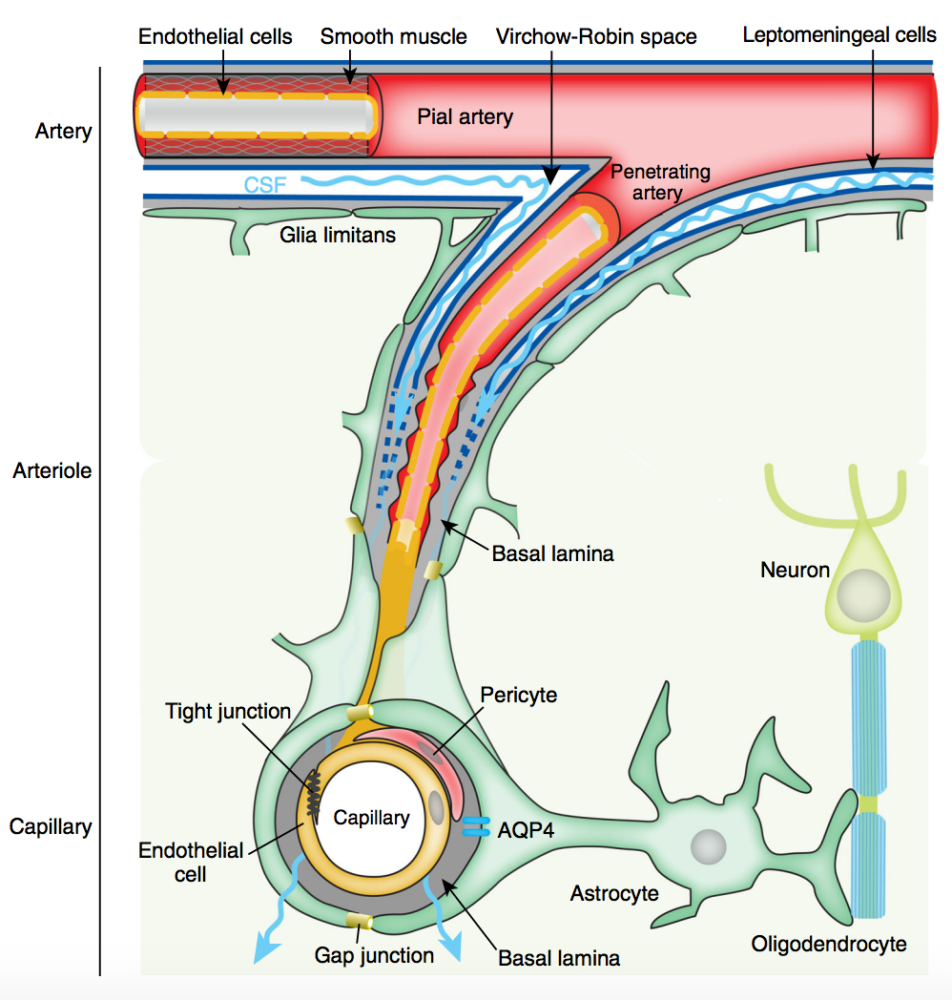 Endothelial cells
Smooth muscle
Virchow-Robin space
Leptomeningeal cells
Artery
Pial artery
CSF
Penetrating
artery
Glia limitans
Arteriole
Basal lamina
Neuron
Pericyte
Tight junction
Capillary
Capillary
AQP4
Endothelial
cell
Astrocyte
Gap junction
Basal lamina
Oligodendrocyte